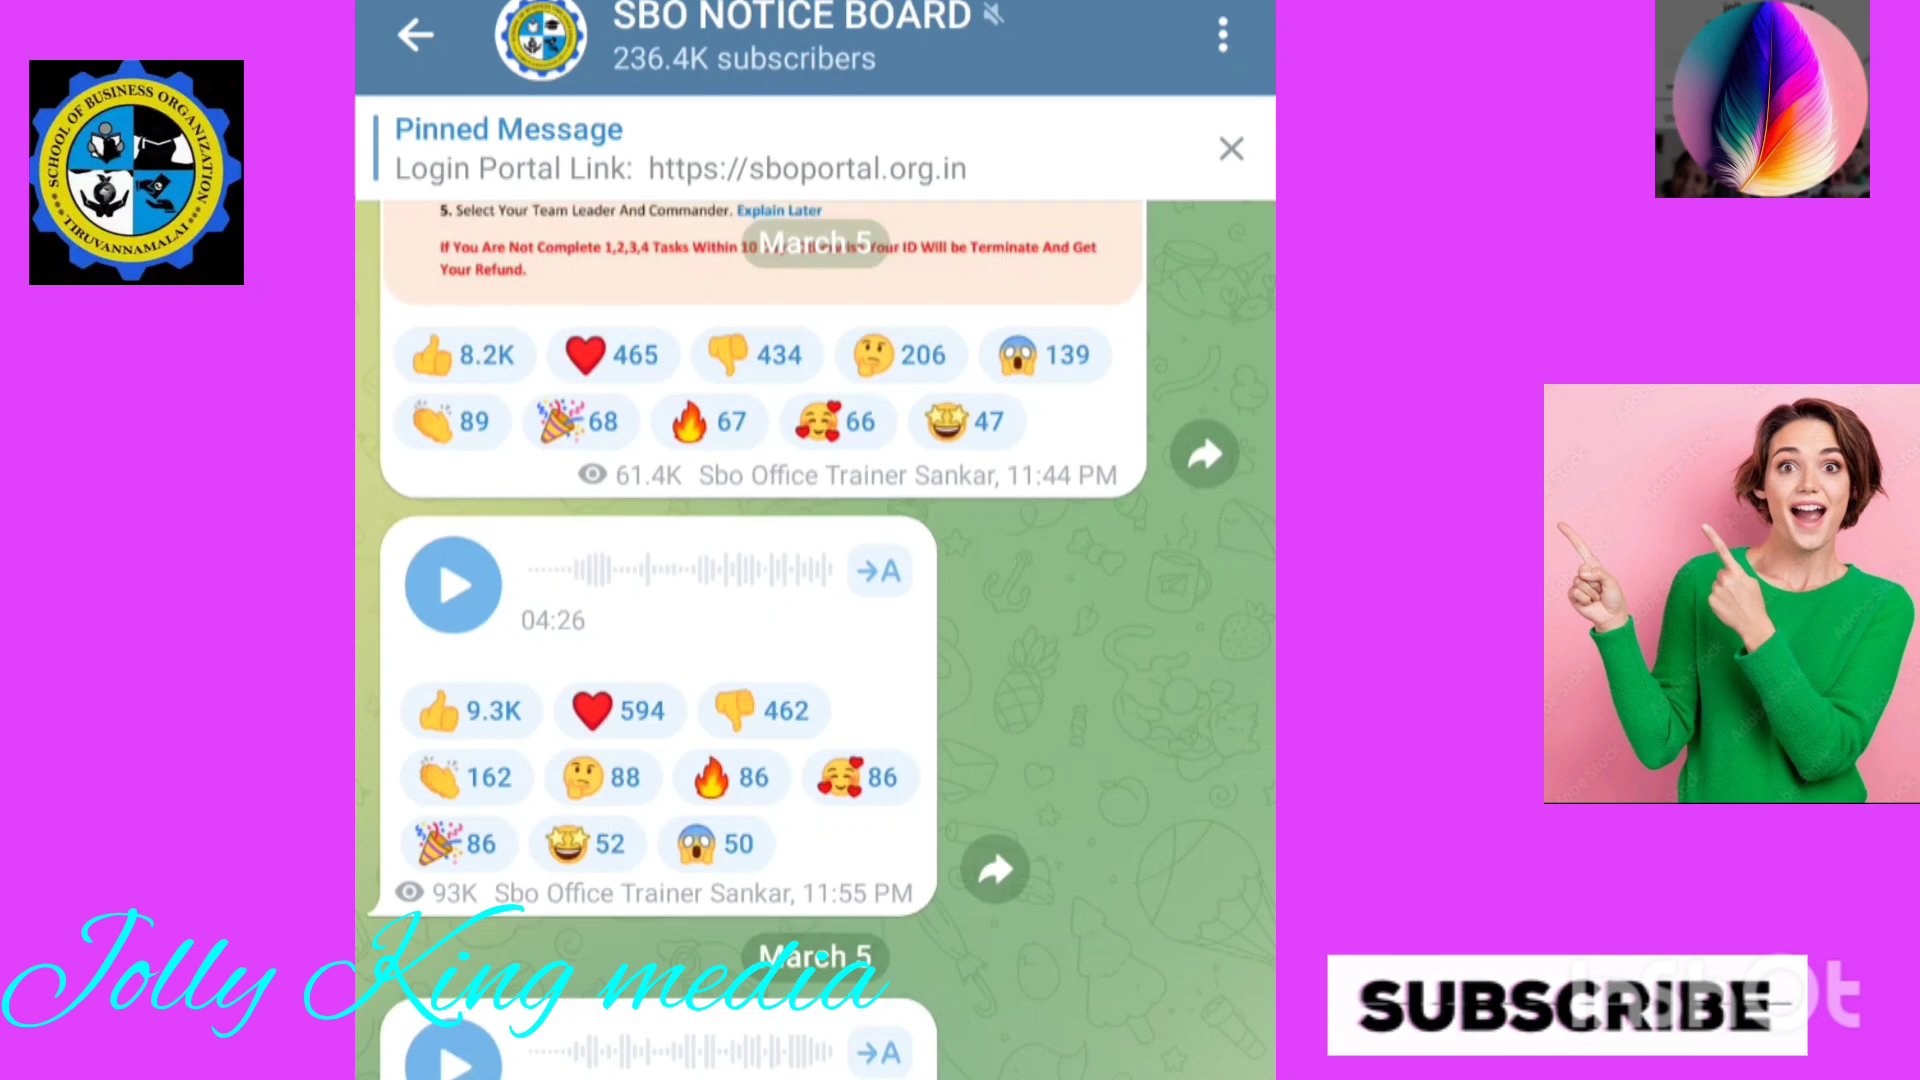 SBO NOTICE BOARD
236.4K subscribers
SCHOOL OF BUSINESS ORGANIZATION
TIRUVANNAMALAI
Pinned Message
Login Portal Link: https://sboportal.org.in
5. Select Your Team Leader And Commander. Explain Later
March 5
If You Are Not Complete 1,2,3,4 Tasks Within 10 Your ID Will be Terminate And Get
Your Refund.
8.2K 465 434 206 139
89 68 67 66 47
61.4K Sbo Office Trainer Sankar, 11:44 PM
→A
04:26
9.3K 594 462
162 88 86 86
86 52 50
93K Sbo Office Trainer Sankar, 11:55 PM
March 5
Jolly King media
→A
SUBSCRIBE